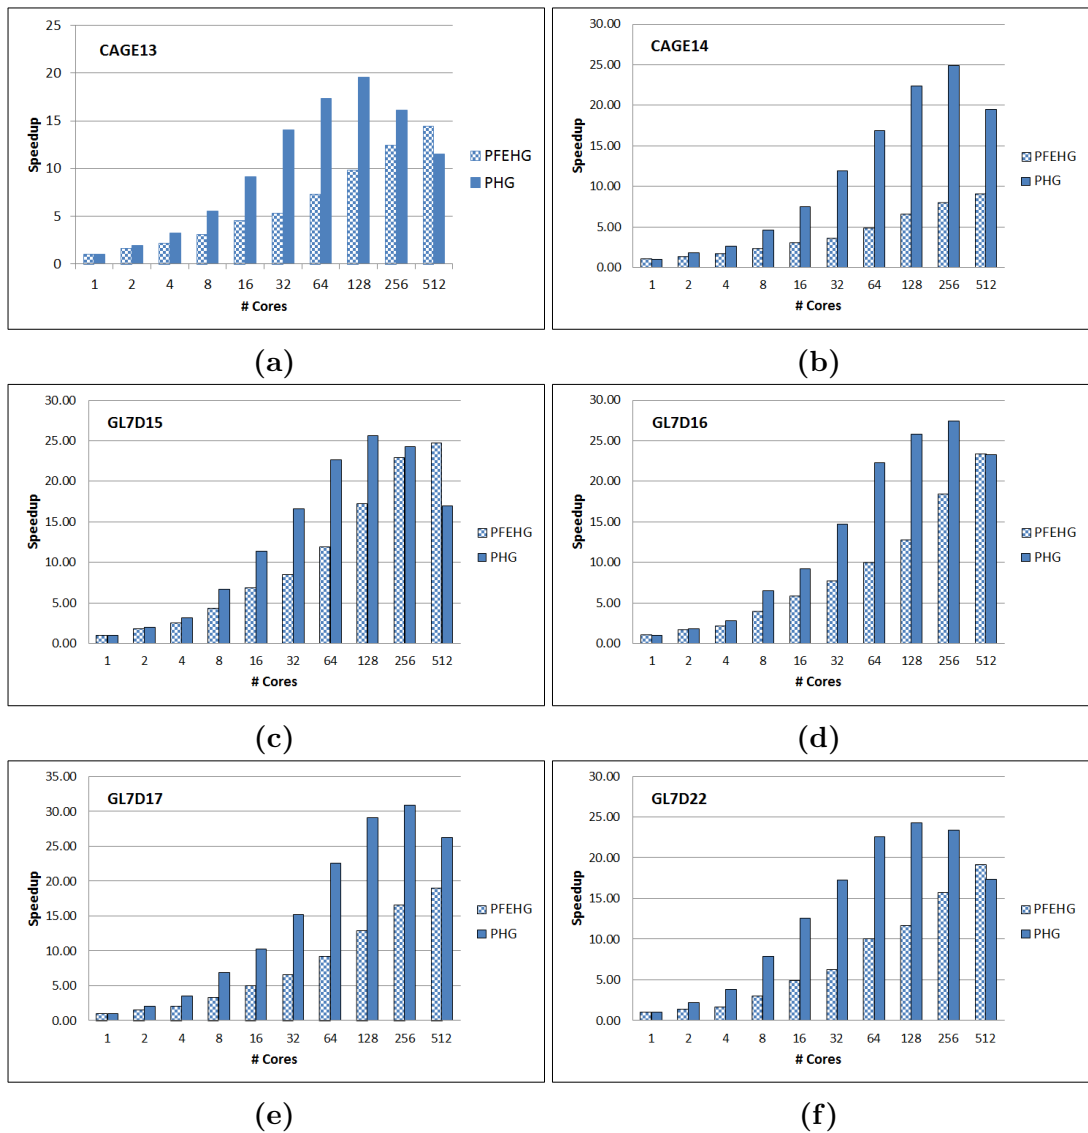 CAGE13
25
20
15
10
5
0
Speedup
1 2 4 8 16 32 64 128 256 512
# Cores
PFEHG
PHG
(a)
CAGE14
30.00
25.00
20.00
15.00
10.00
5.00
0.00
Speedup
1 2 4 8 16 32 64 128 256 512
# Cores
PFEHG
PHG
(b)
GL7D15
30.00
25.00
20.00
15.00
10.00
5.00
0.00
Speedup
1 2 4 8 16 32 64 128 256 512
# Cores
PFEHG
PHG
(c)
GL7D16
30.00
25.00
20.00
15.00
10.00
5.00
0.00
Speedup
1 2 4 8 16 32 64 128 256 512
# Cores
PFEHG
PHG
(d)
GL7D17
35.00
30.00
25.00
20.00
15.00
10.00
5.00
0.00
Speedup
1 2 4 8 16 32 64 128 256 512
# Cores
PFEHG
PHG
(e)
GL7D22
30.00
25.00
20.00
15.00
10.00
5.00
0.00
Speedup
1 2 4 8 16 32 64 128 256 512
# Cores
PFEHG
PHG
(f)